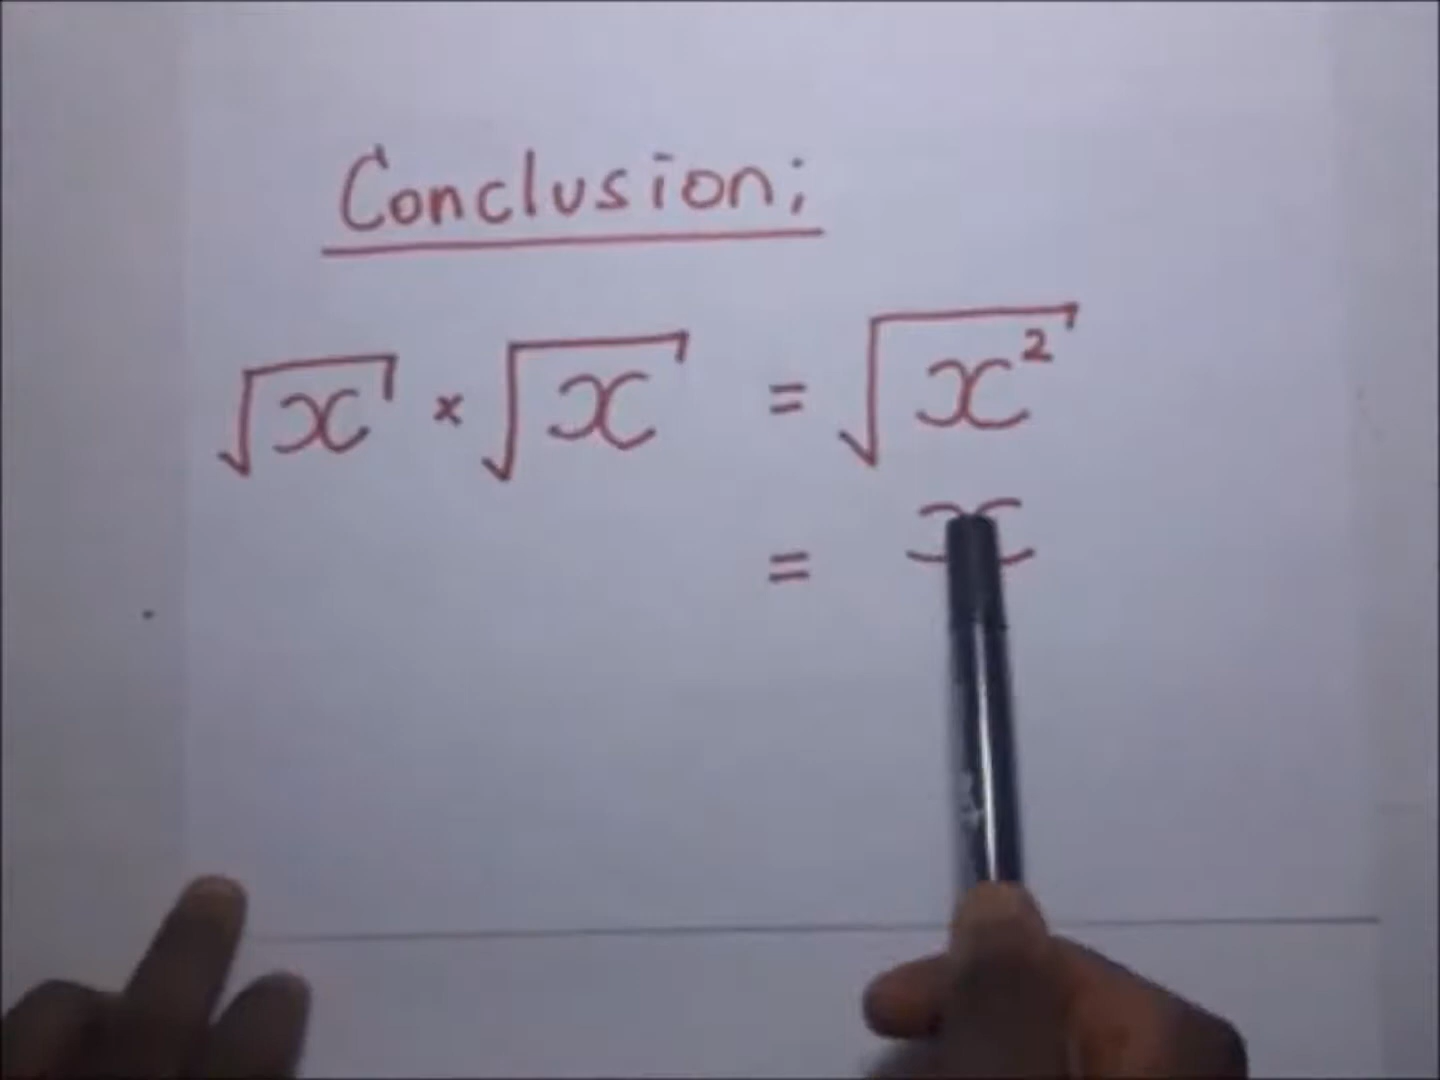 Conclusion;
√x × √x = √x²
= x